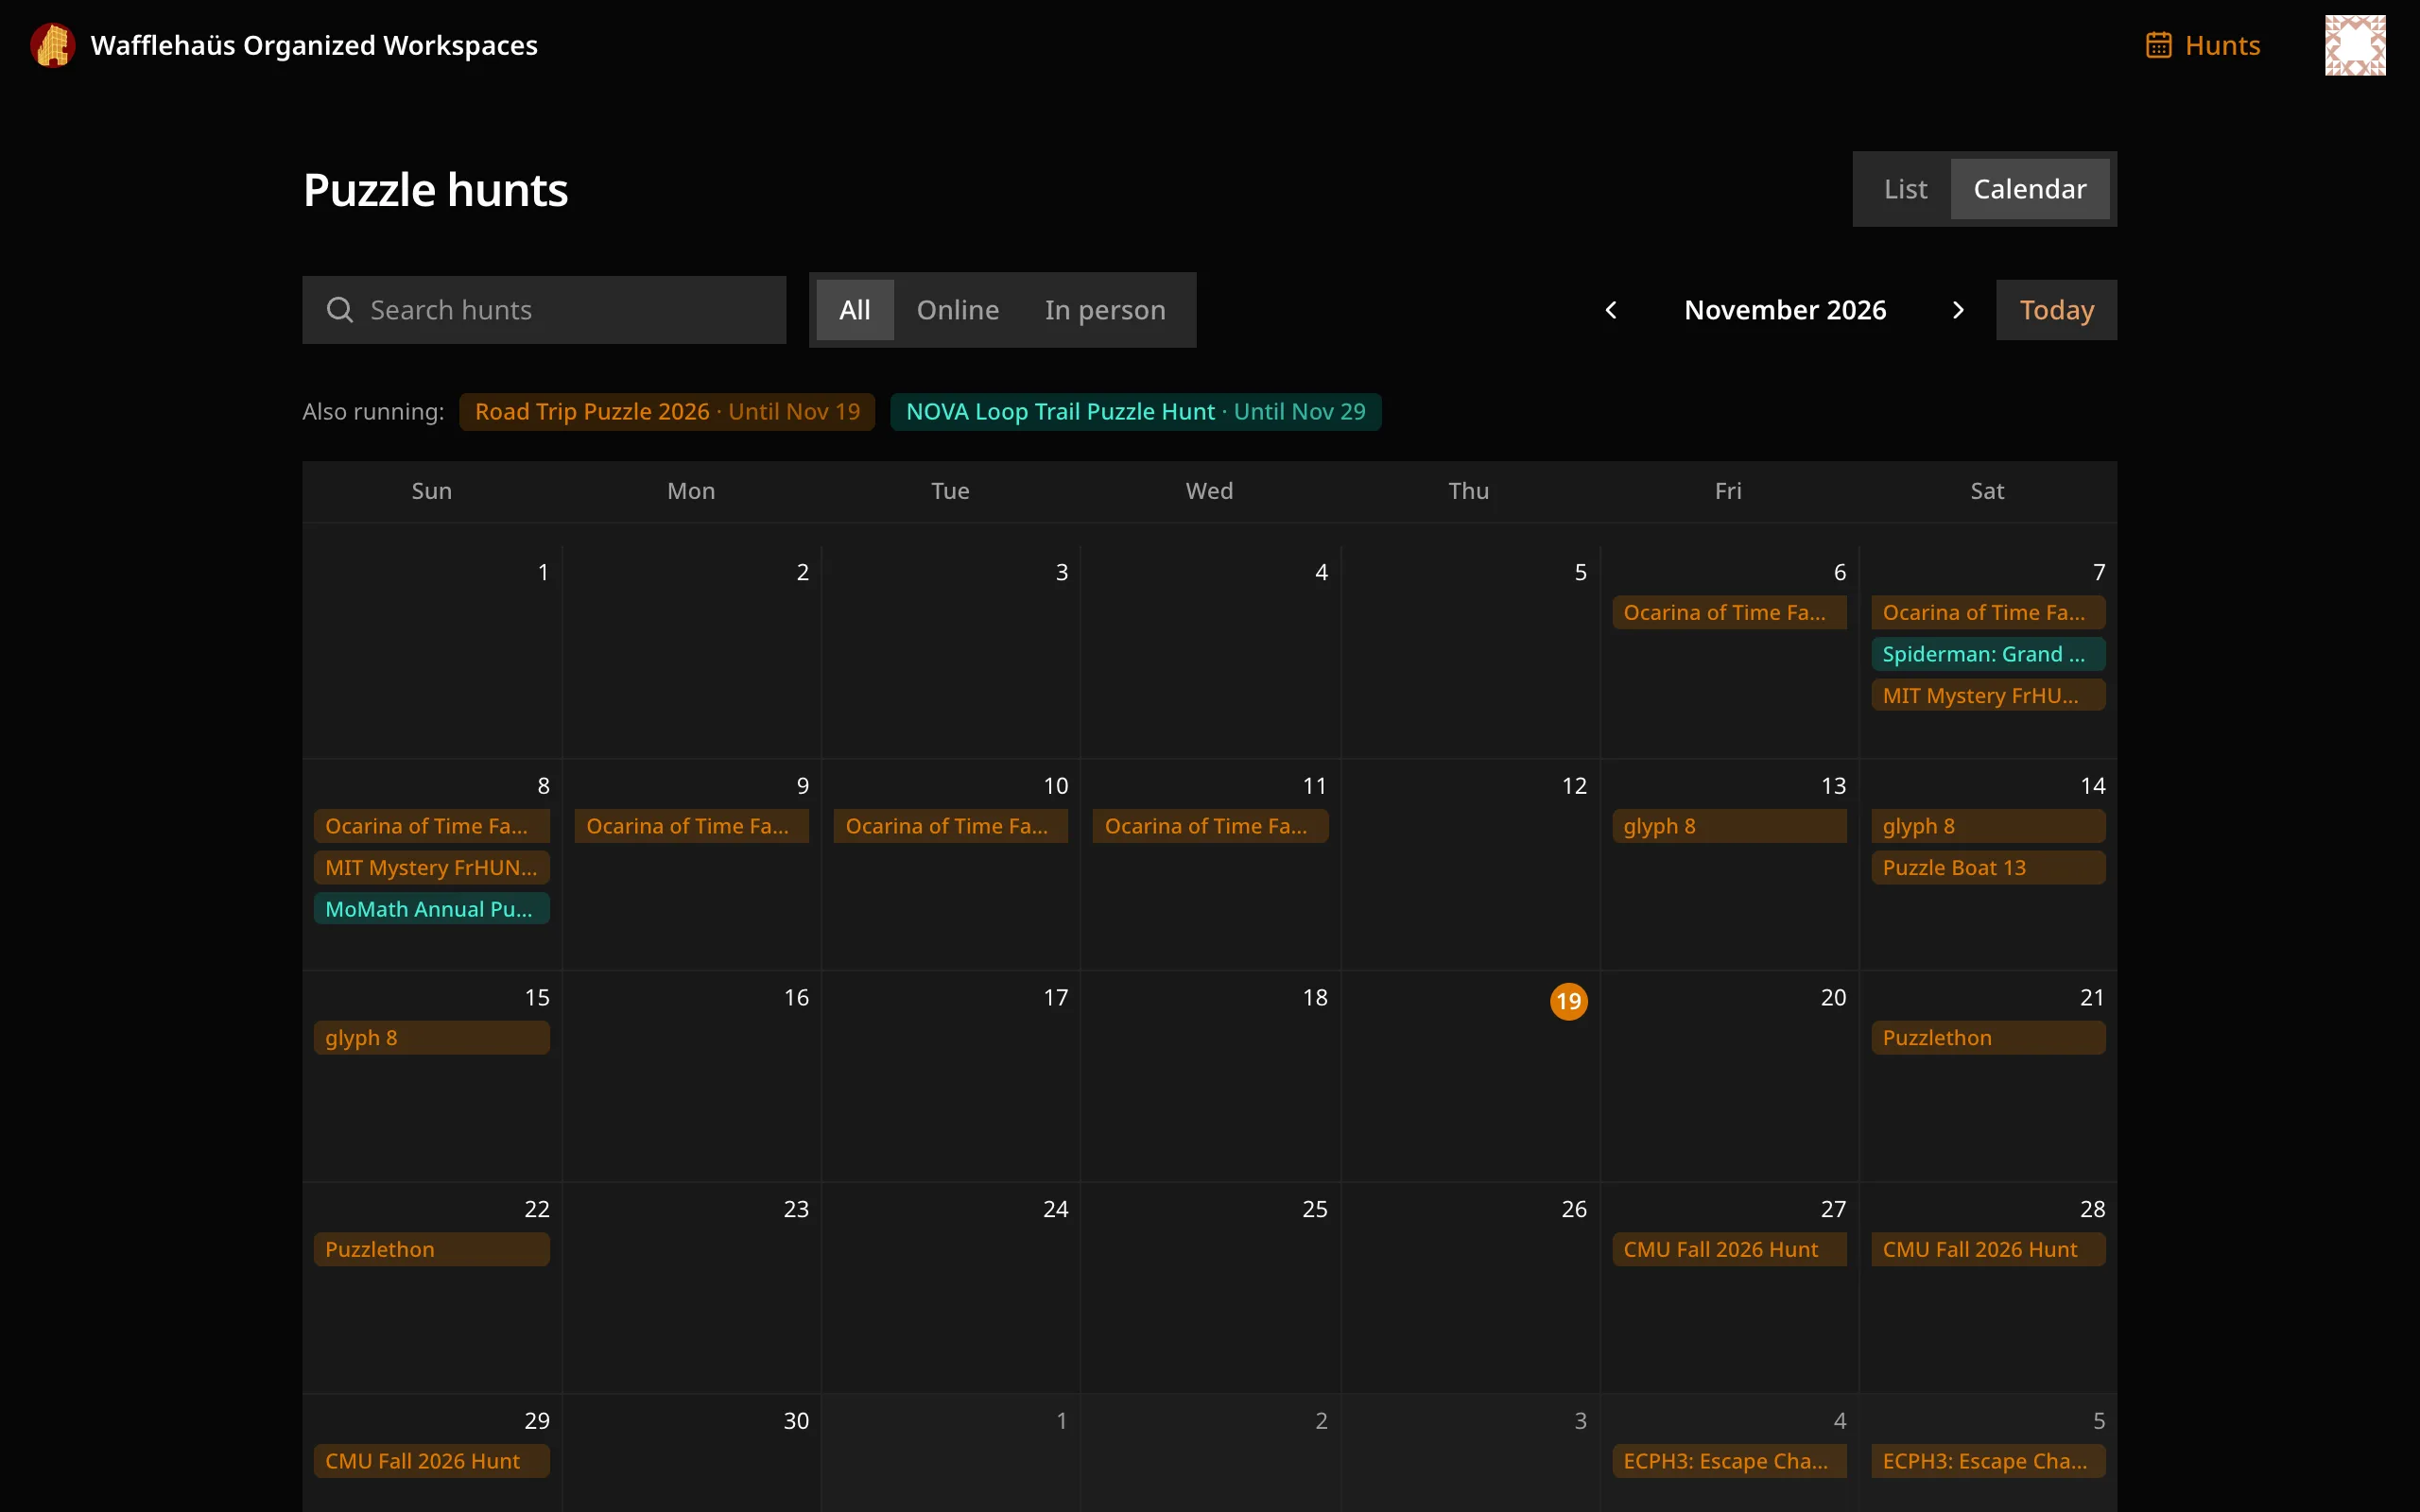 Wafflehaüs Organized Workspaces
Hunts
Puzzle hunts
List Calendar
Search hunts
All Online In person
November 2026
Today
Also running: Road Trip Puzzle 2026 · Until Nov 19 NOVA Loop Trail Puzzle Hunt · Until Nov 29
Sun Mon Tue Wed Thu Fri Sat
1 2 3 4 5 6 7
Ocarina of Time Fa... Ocarina of Time Fa...
Spiderman: Grand ...
MIT Mystery FrHU...
8 9 10 11 12 13 14
Ocarina of Time Fa... Ocarina of Time Fa... Ocarina of Time Fa... Ocarina of Time Fa... glyph 8 glyph 8
MIT Mystery FrHUN... Puzzle Boat 13
MoMath Annual Pu...
15 16 17 18 19 20 21
glyph 8 Puzzlethon
22 23 24 25 26 27 28
Puzzlethon CMU Fall 2026 Hunt CMU Fall 2026 Hunt
29 30 1 2 3 4 5
CMU Fall 2026 Hunt ECPH3: Escape Cha... ECPH3: Escape Cha...